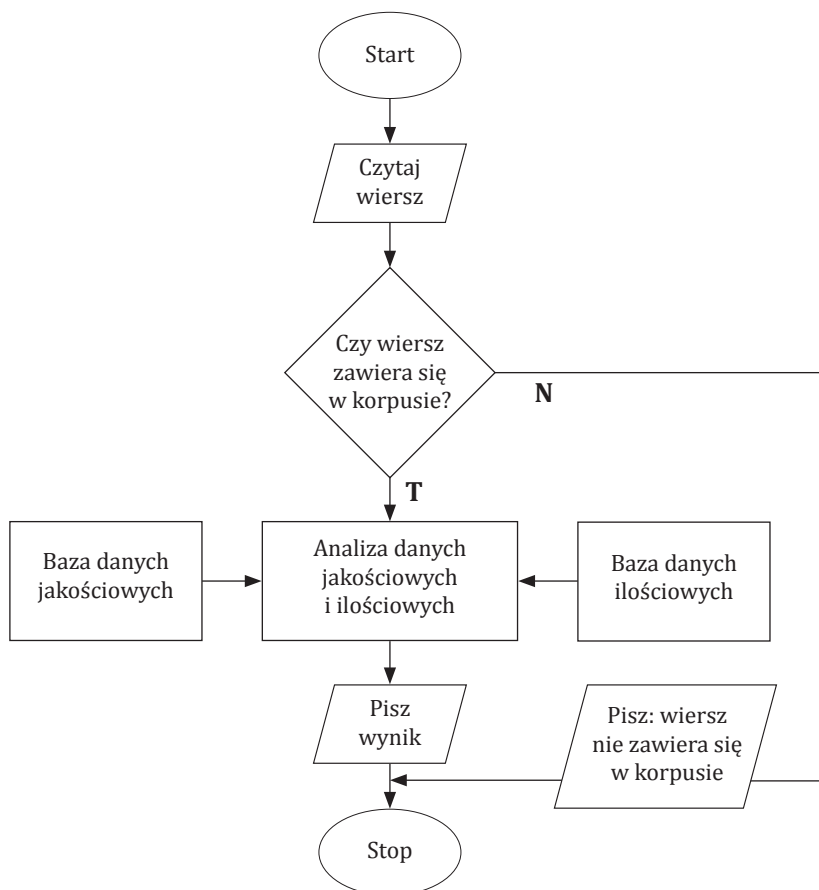 Start
Czytaj
wiersz
Czy wiersz
zawiera się
w korpusie?
N
T
Baza danych
jakościowych
Analiza danych
jakościowych
i ilościowych
Baza danych
ilościowych
Pisz
wynik
Pisz: wiersz
nie zawiera się
w korpusie
Stop